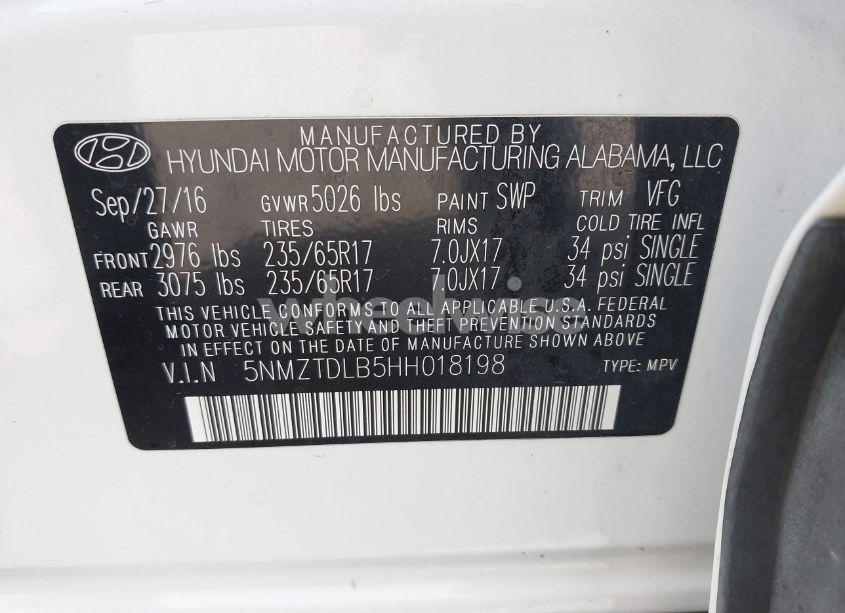 MANUFACTURED BY
HYUNDAI MOTOR MANUFACTURING ALABAMA, LLC
Sep/27/16 GVWR 5026 lbs PAINT SWP TRIM VFG
GAWR TIRES RIMS COLD TIRE INFL
FRONT 2976 lbs 235/65R17 7.0JX17 34 psi SINGLE
REAR 3075 lbs 235/65R17 7.0JX17 34 psi SINGLE
THIS VEHICLE CONFORMS TO ALL APPLICABLE U.S.A. FEDERAL
MOTOR VEHICLE SAFETY AND THEFT PREVENTION STANDARDS
IN EFFECT ON THE DATE OF MANUFACTURE SHOWN ABOVE
V.I.N 5NMZTDLB5HH018198 TYPE: MPV